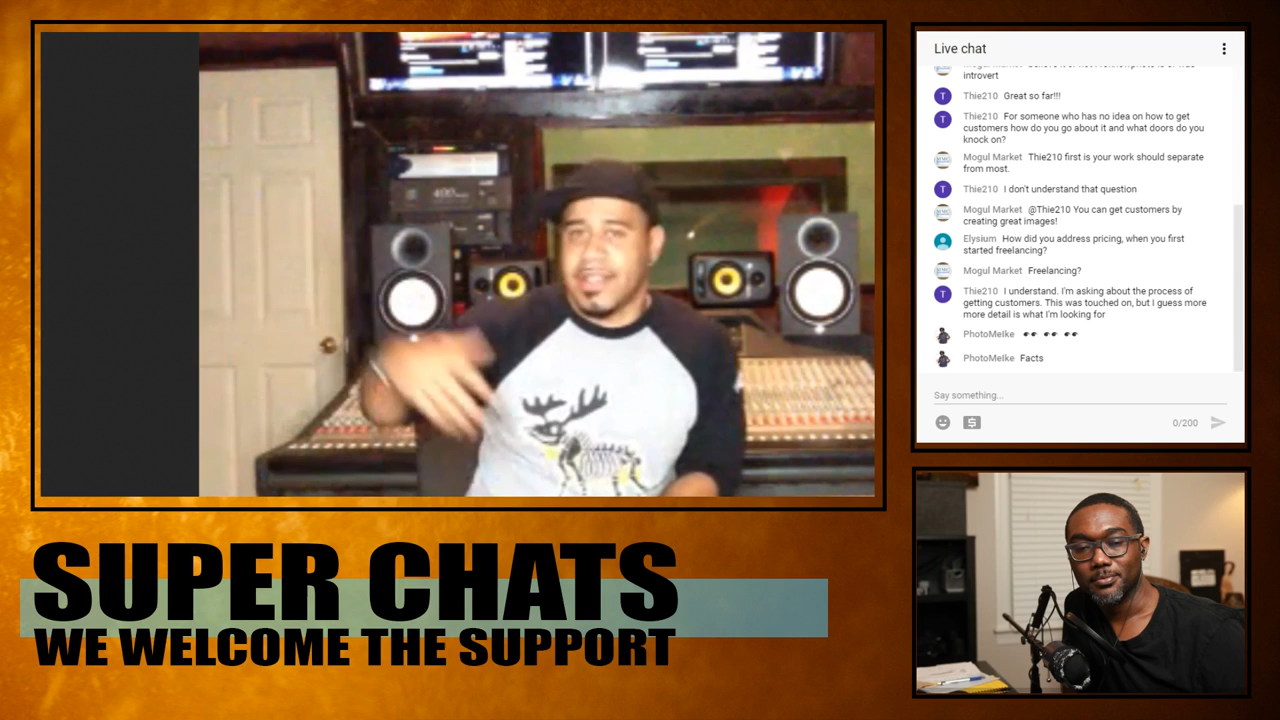 Live chat
introvert
Thie210 Great so far!!!
Thie210 For someone who has no idea on how to get
customers how do you go about it and what doors do you
knock on?
Mogul Market Thie210 first is your work should separate
from most.
Thie210 I don't understand that question
Mogul Market @Thie210 You can get customers by
creating great images!
Elysium How did you address pricing, when you first
started freelancing?
Mogul Market Freelancing?
Thie210 I understand. I'm asking about the process of
getting customers. This was touched on, but I guess more
more detail is what I'm looking for
PhotoMeIke
PhotoMeIke Facts
Say something...
0/200
SUPER CHATS
WE WELCOME THE SUPPORT